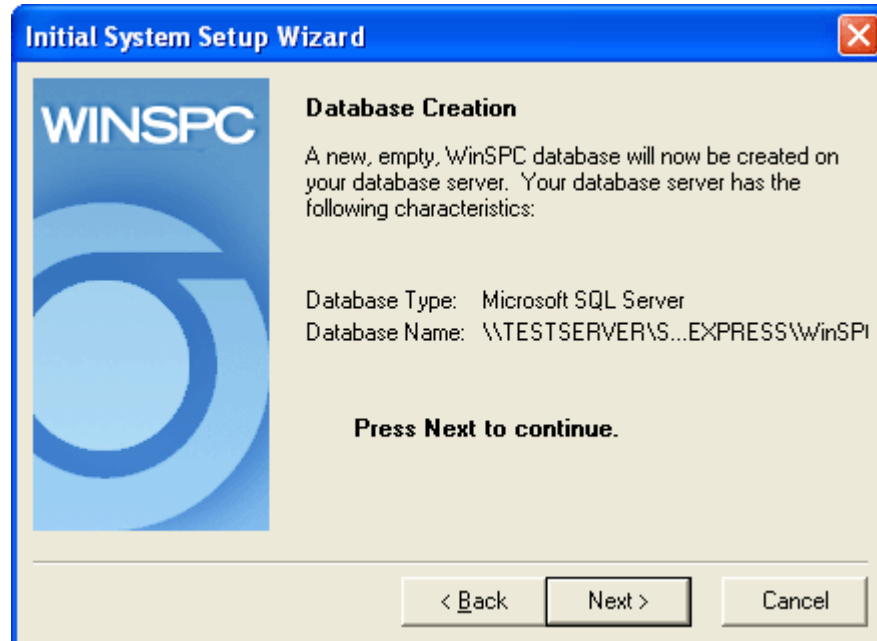 Initial System Setup Wizard
WINSPC
Database Creation
A new, empty, WinSPC database will now be created on
your database server. Your database server has the
following characteristics:
Database Type: Microsoft SQL Server
Database Name: \\TESTSERVER\S...EXPRESS\WinSP
Press Next to continue.
< Back
Next >
Cancel